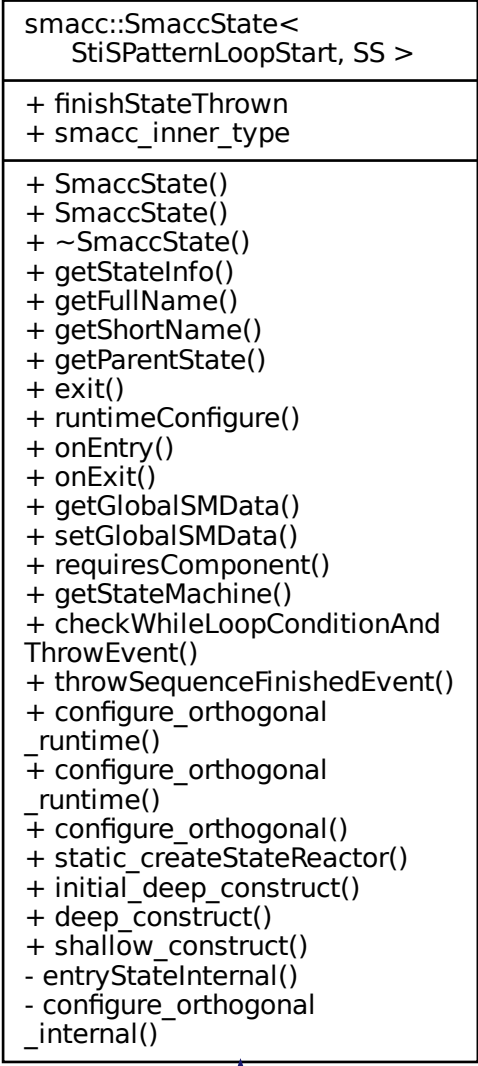 smacc::SmaccState<
StiSPatternLoopStart, SS >
+ finishStateThrown
+ smacc_inner_type
+ SmaccState()
+ SmaccState()
+ ~SmaccState()
+ getStateInfo()
+ getFullName()
+ getShortName()
+ getParentState()
+ exit()
+ runtimeConfigure()
+ onEntry()
+ onExit()
+ getGlobalSMData()
+ setGlobalSMData()
+ requiresComponent()
+ getStateMachine()
+ checkWhileLoopConditionAnd
ThrowEvent()
+ throwSequenceFinishedEvent()
+ configure_orthogonal
_runtime()
+ configure_orthogonal
_runtime()
+ configure_orthogonal()
+ static_createStateReactor()
+ initial_deep_construct()
+ deep_construct()
+ shallow_construct()
- entryStateInternal()
- configure_orthogonal
_internal()